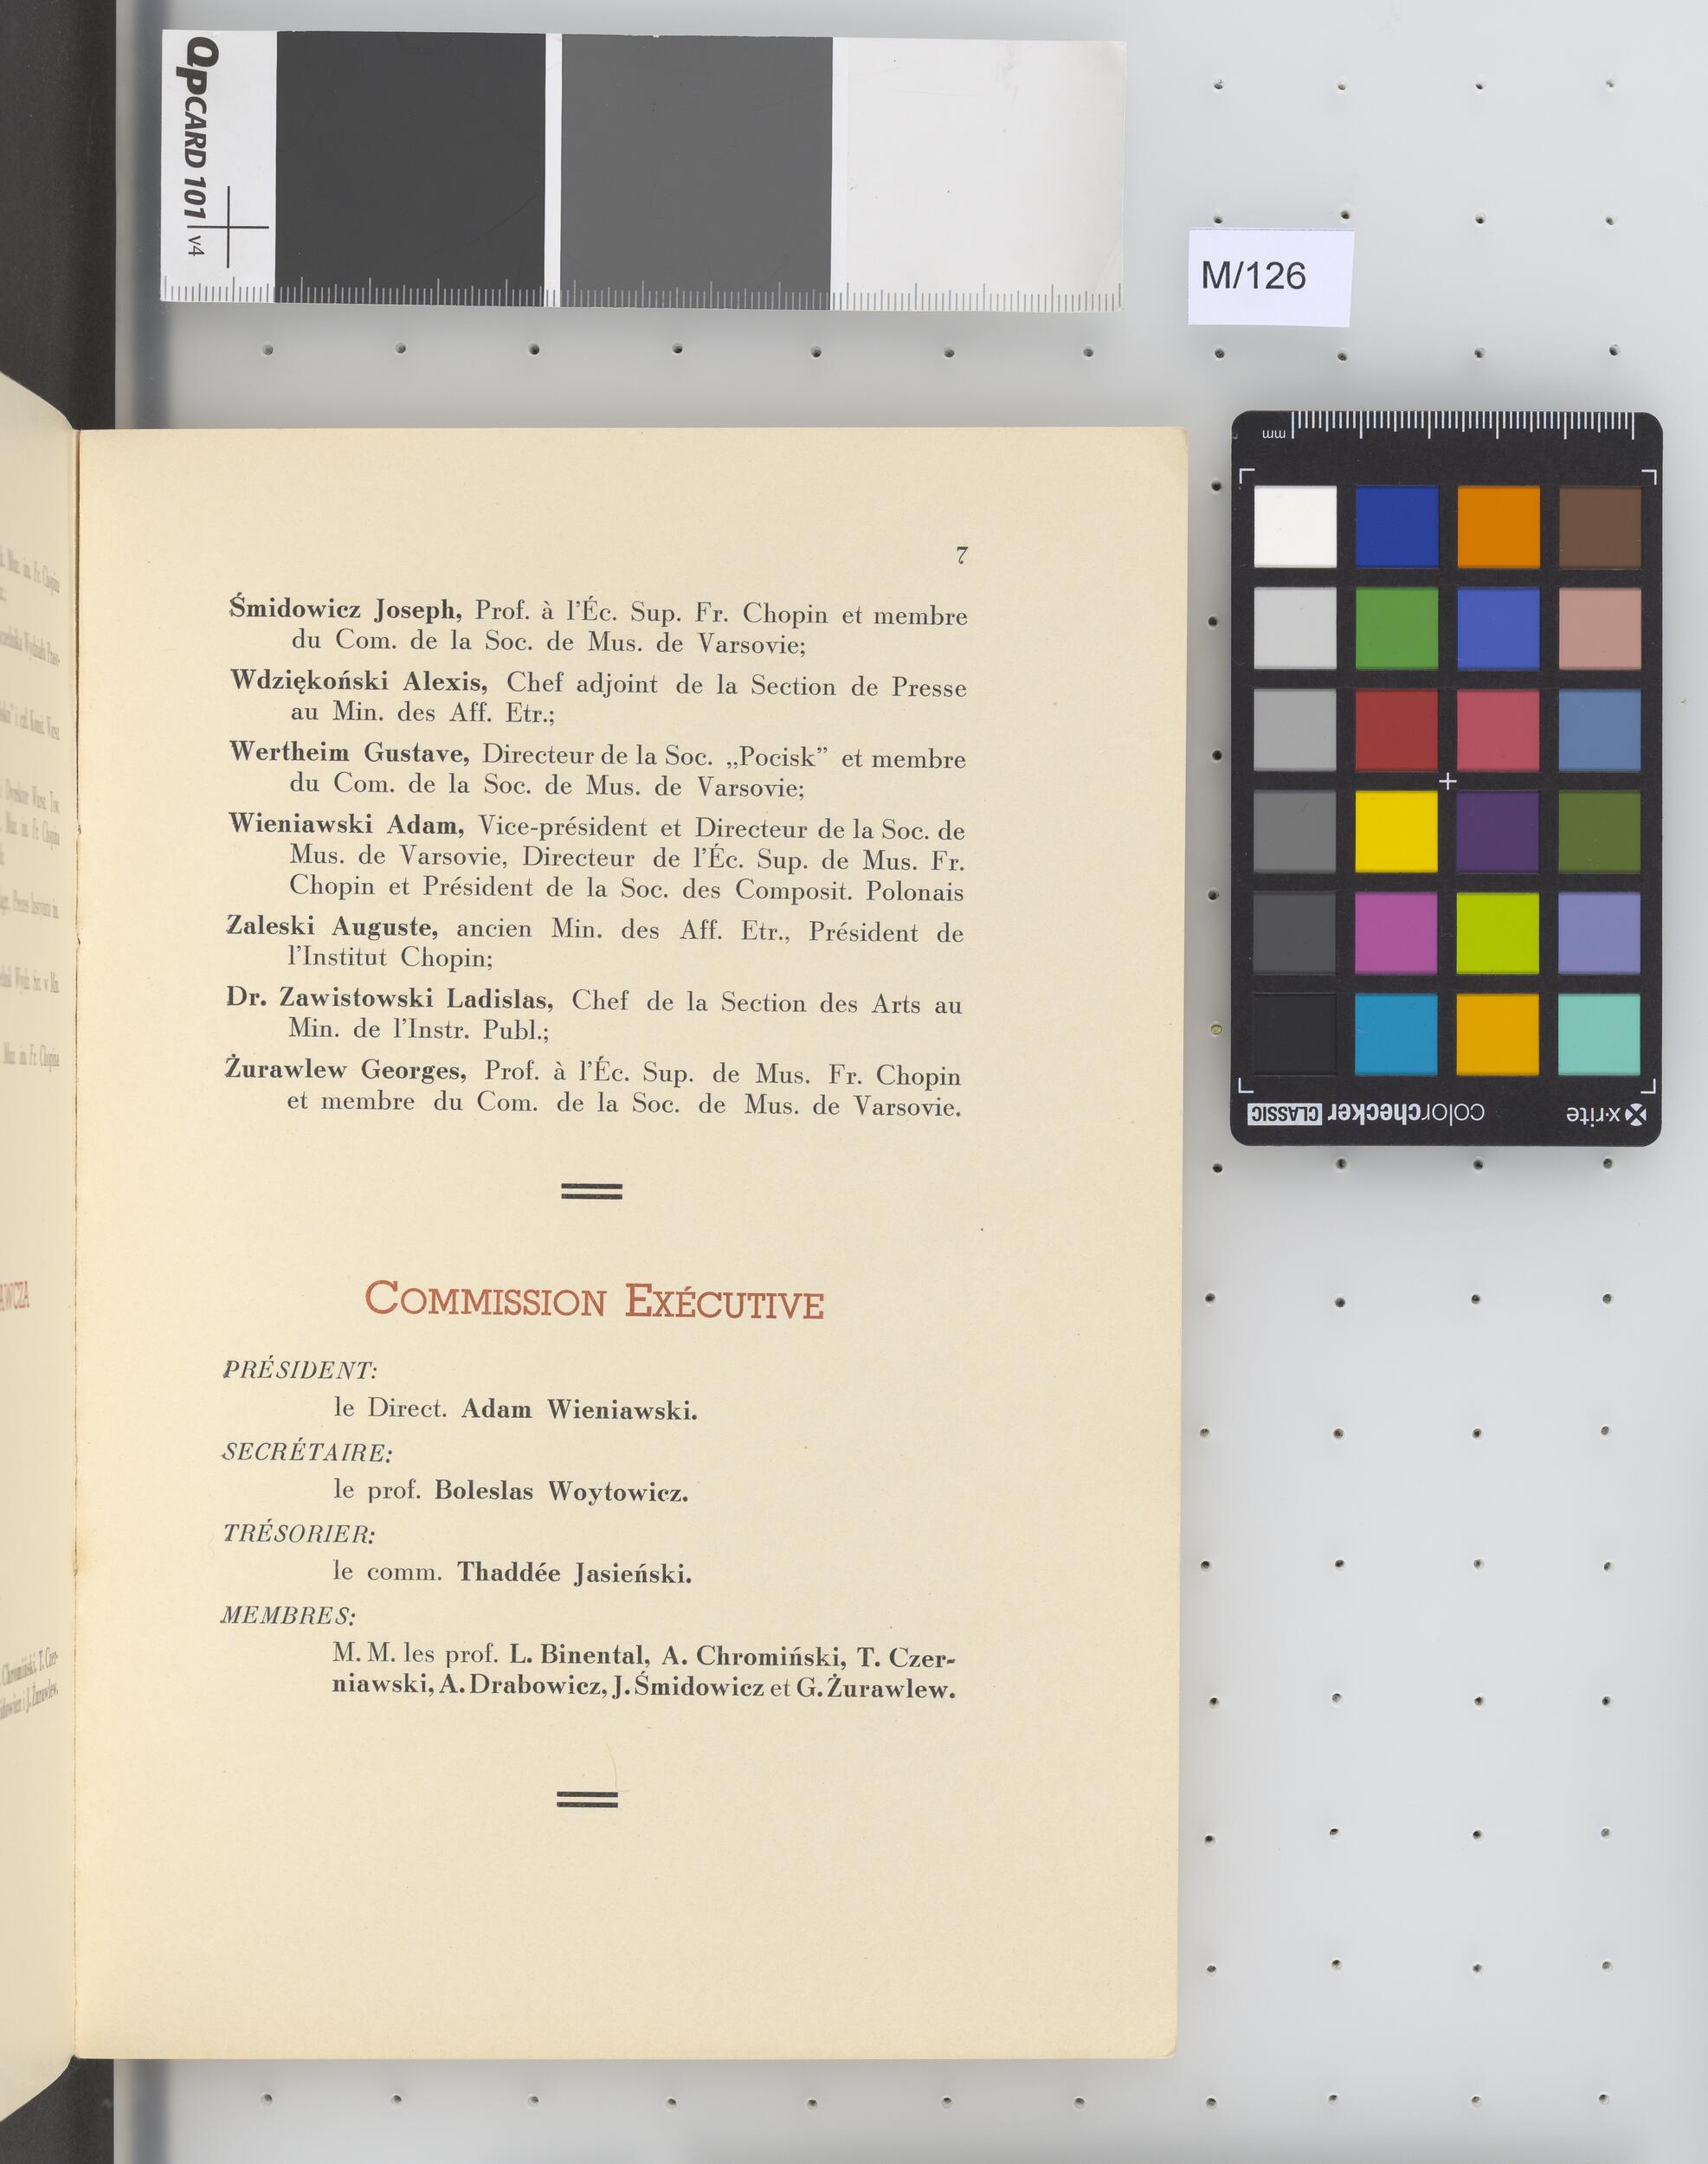 QPCARD 101 v4
M/126
mm
7
Śmidowicz Joseph, Prof. à l'Éc. Sup. Fr. Chopin et membre
du Com. de la Soc. de Mus. de Varsovie;
Wdziękoński Alexis, Chef adjoint de la Section de Presse
au Min. des Aff. Etr.;
Wertheim Gustave, Directeur de la Soc. „Pocisk” et membre
du Com. de la Soc. de Mus. de Varsovie;
Wieniawski Adam, Vice-président et Directeur de la Soc. de
Mus. de Varsovie, Directeur de l'Éc. Sup. de Mus. Fr.
Chopin et Président de la Soc. des Composit. Polonais
Zaleski Auguste, ancien Min. des Aff. Etr., Président de
l'Institut Chopin;
Dr. Zawistowski Ladislas, Chef de la Section des Arts au
Min. de l'Instr. Publ.;
Żurawlew Georges, Prof. à l'Éc. Sup. de Mus. Fr. Chopin
et membre du Com. de la Soc. de Mus. de Varsovie.
COMMISSION EXÉCUTIVE
PRÉSIDENT:
le Direct. Adam Wieniawski.
SECRÉTAIRE:
le prof. Boleslas Woytowicz.
TRÉSORIER:
le comm. Thaddée Jasieński.
MEMBRES:
M. M. les prof. L. Binental, A. Chromiński, T. Czer-
niawski, A. Drabowicz, J. Śmidowicz et G. Żurawlew.
x·rite colorchecker CLASSIC